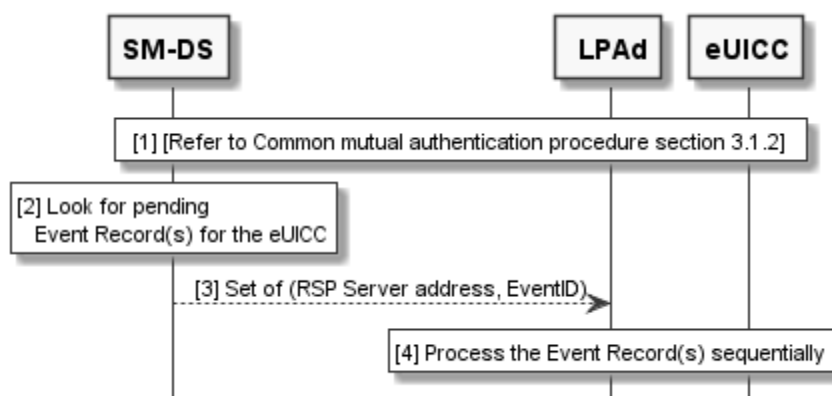 SM-DS
LPAd
eUICC
[1] [Refer to Common mutual authentication procedure section 3.1.2]
[2] Look for pending
Event Record(s) for the eUICC
[3] Set of (RSP Server address, EventID)
[4] Process the Event Record(s) sequentially